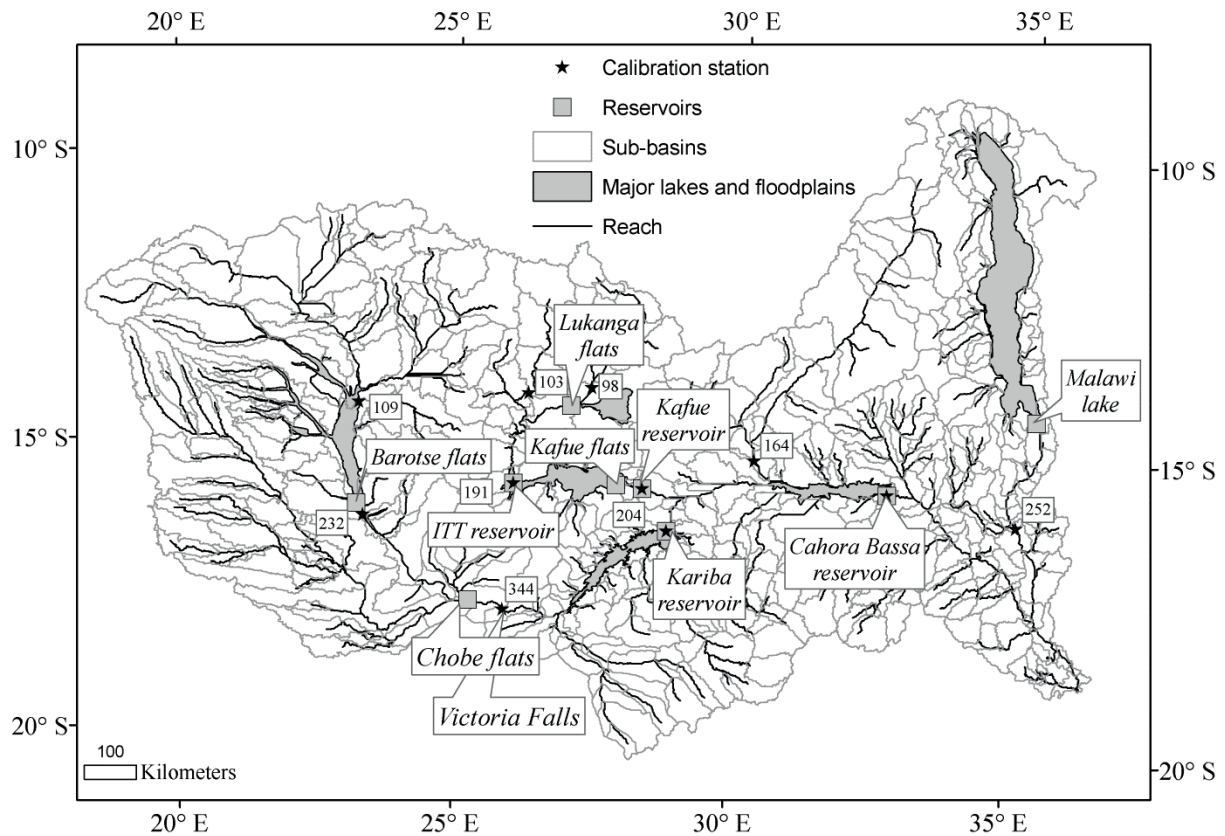 20° E
25° E
30° E
35° E
Calibration station
Reservoirs
Sub-basins
Major lakes and floodplains
Reach
10° S
10° S
Lukanga
flats
103
98
109
Kafue
reservoir
Malawi
lake
15° S
15° S
164
Barotse flats
Kafue flats
191
232
ITT reservoir
204
252
Cahora Bassa
reservoir
Kariba
reservoir
344
Chobe flats
Victoria Falls
20° S
20° S
100
Kilometers
20° E
25° E
30° E
35° E